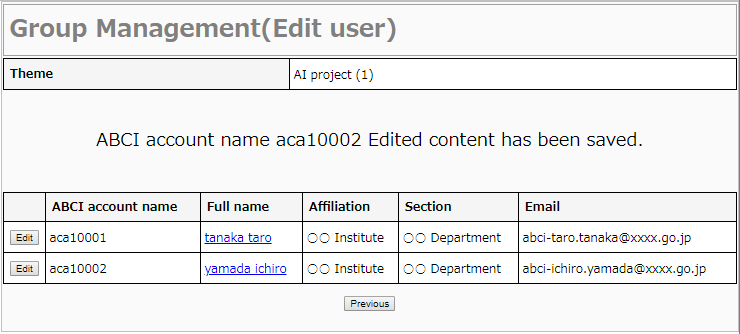 Group Management(Edit user)
Theme AI project (1)
ABCI account name aca10002 Edited content has been saved.
ABCI account name Full name Affiliation Section Email
Edit aca10001 tanaka taro ○○ Institute ○○ Department abci-taro.tanaka@xxxx.go.jp
Edit aca10002 yamada ichiro ○○ Institute ○○ Department abci-ichiro.yamada@xxxx.go.jp
Previous